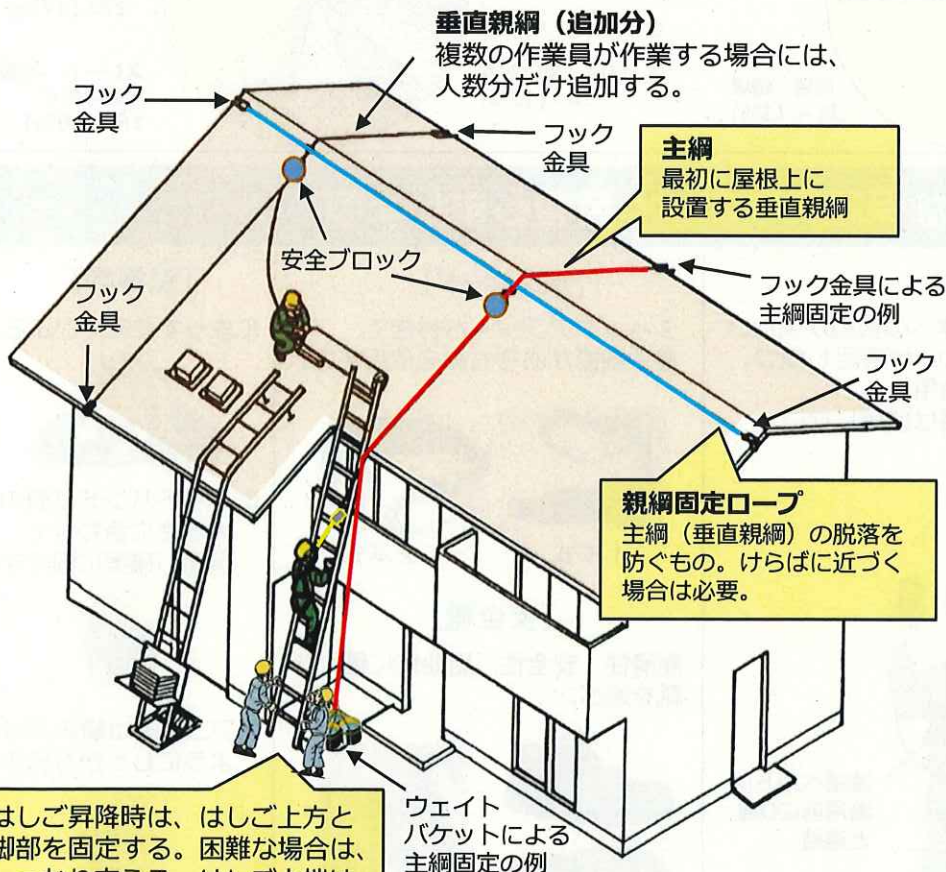 垂直親綱（追加分）
複数の作業員が作業する場合には、
人数分だけ追加する。
フック
金具
フック
金具
主綱
最初に屋根上に
設置する垂直親綱
安全ブロック
フック
金具
フック金具による
主綱固定の例
フック
金具
親綱固定ロープ
主綱（垂直親綱）の脱落を
防ぐもの。けらばに近づく
場合は必要。
はしご昇降時は、はしご上方と
脚部を固定する。困難な場合は、
ウェイト
バケットによる
主綱固定の例